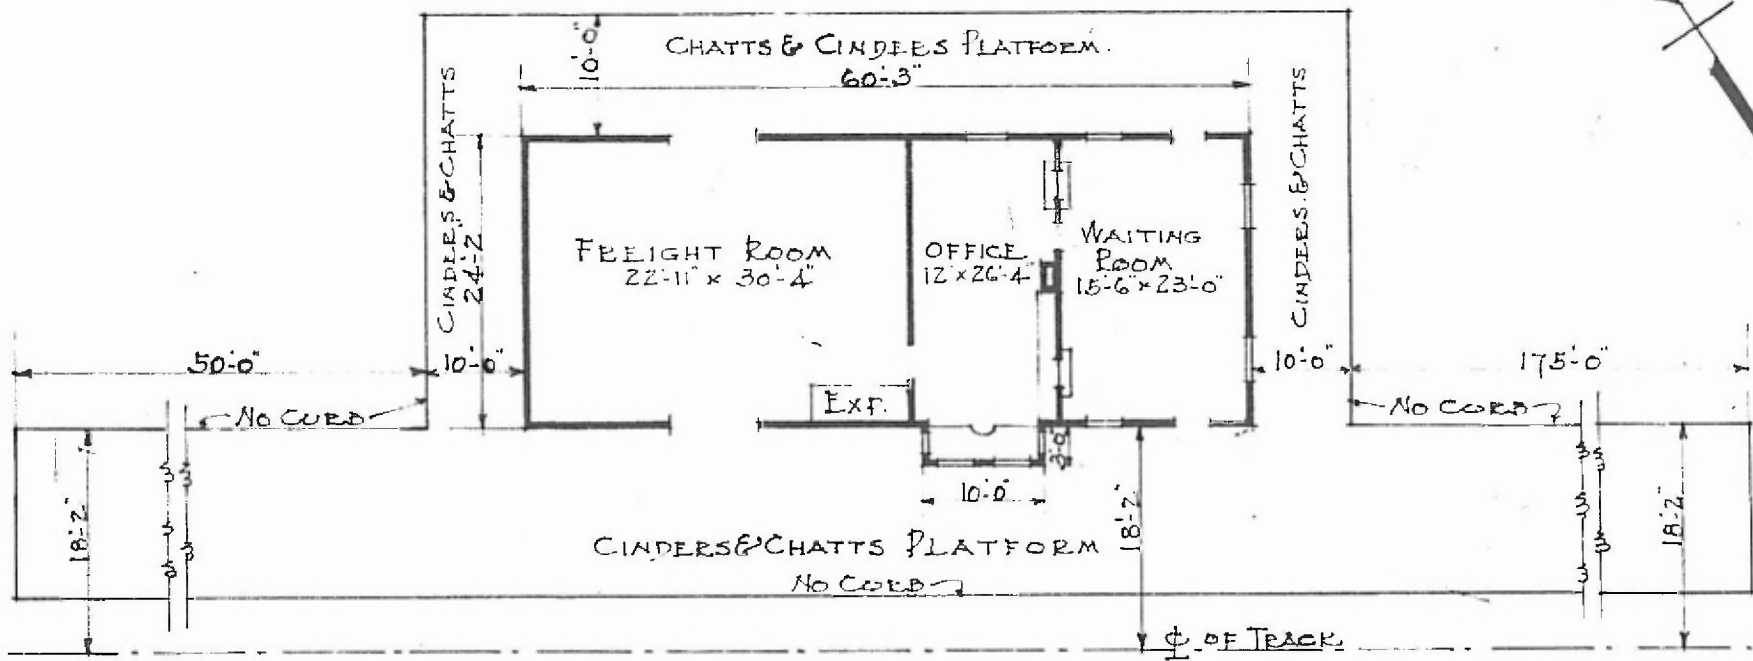 CHATTS & CINDERS PLATFORM.
10'-0"
60'-3"
CINDERS & CHATTS
24'-2"
CINDERS & CHATTS
FREIGHT ROOM
22'-11" x 30'-4"
OFFICE
12' x 26'-4
WAITING
ROOM
15'-6" x 23'-0"
50'-0"
10'-0"
10'-0"
175'-0"
NO CURB
EXP.
NO CURB
3'-0"
10'-0"
18'-2"
18'-2"
18'-2"
CINDERS & CHATTS PLATFORM
NO CURB
℄ OF TRACK